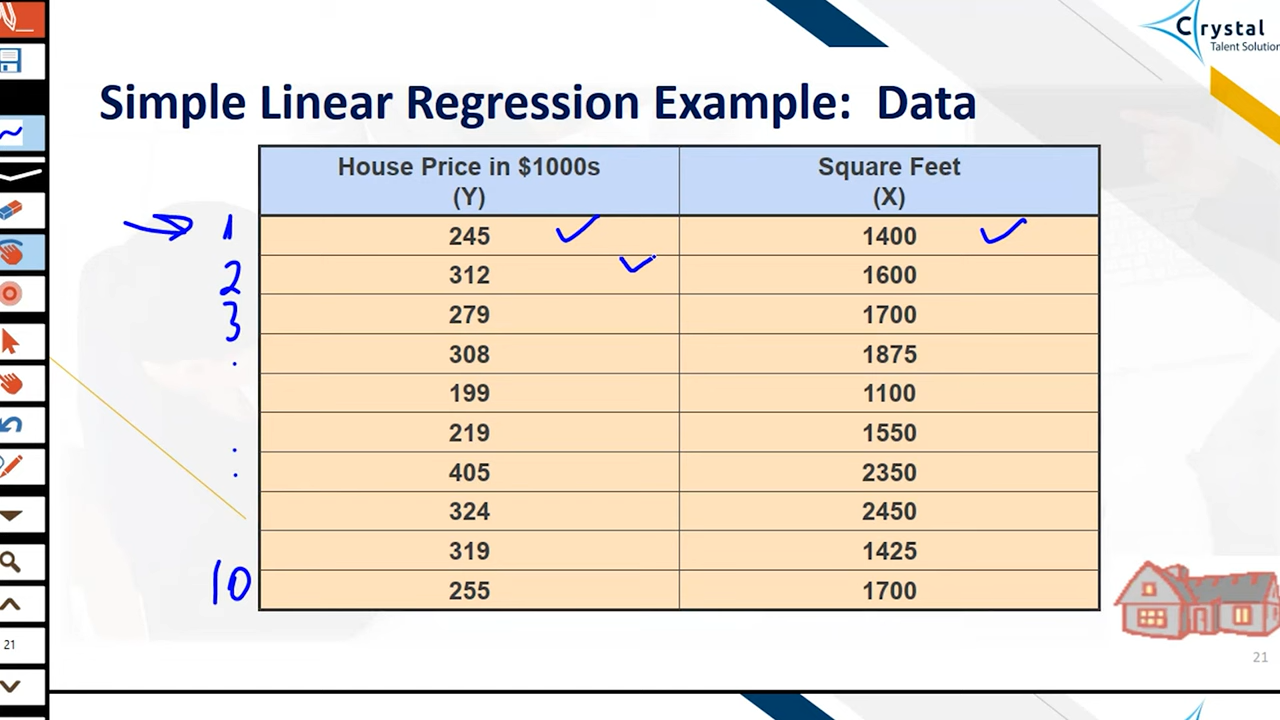 Crystal
Talent Solution
Simple Linear Regression Example: Data
House Price in $1000s
(Y)
Square Feet
(X)
1 245 1400
2 312 1600
3 279 1700
308 1875
199 1100
219 1550
405 2350
324 2450
319 1425
10 255 1700
21
21